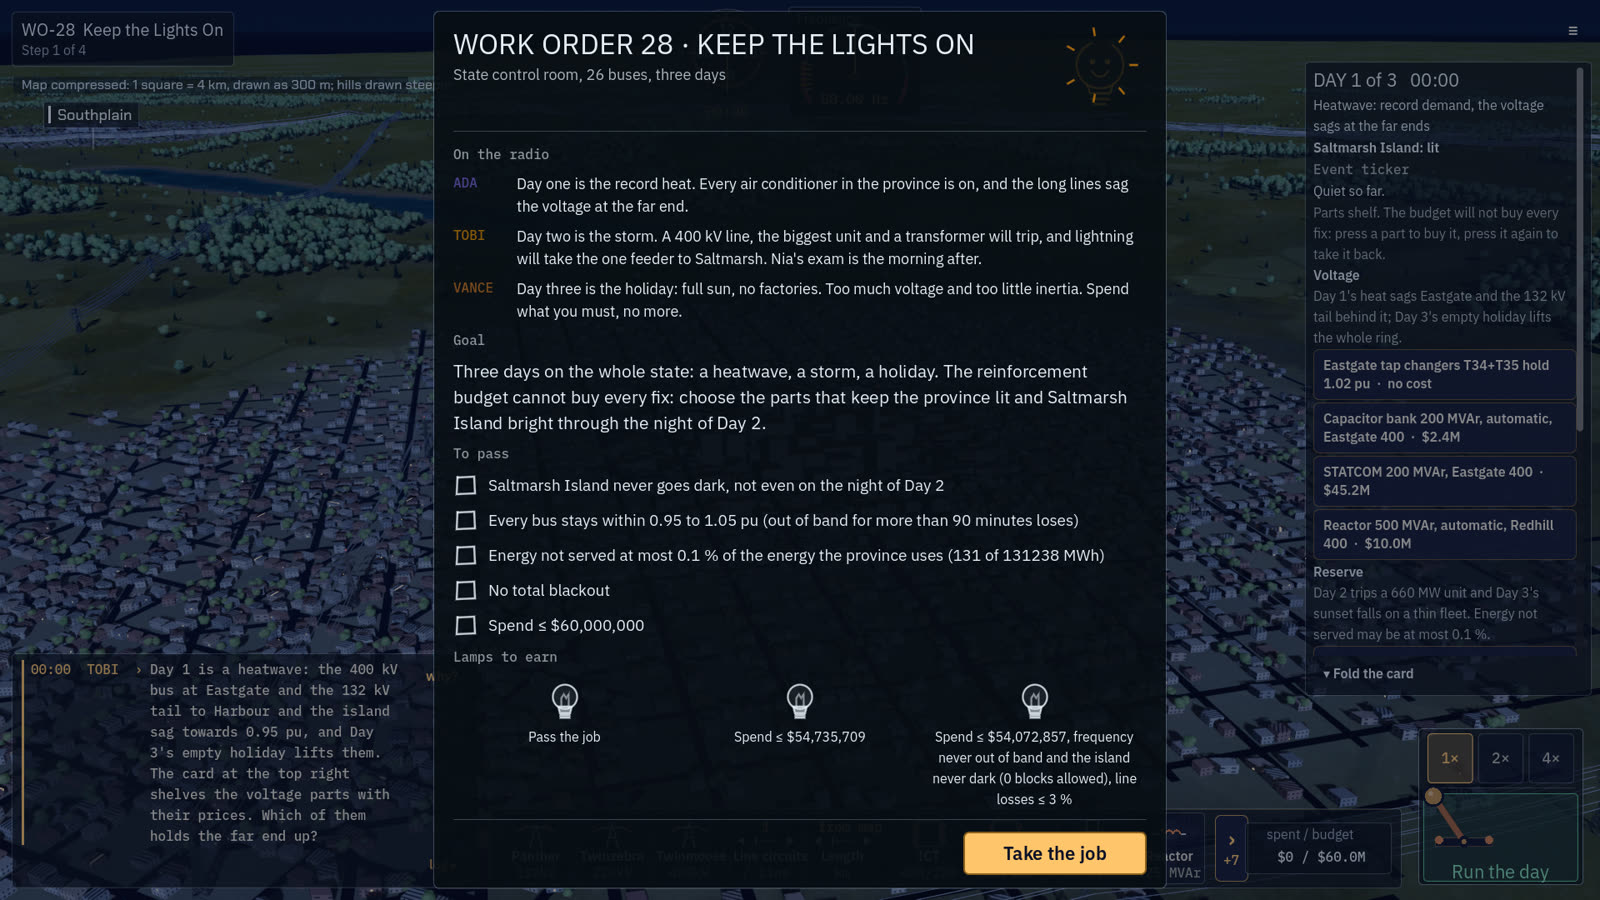 WO-28 Keep the Lights On
Step 1 of 4
Map compressed: 1 square = 4 km, drawn as 300 m; hills drawn steep
Southplain
WORK ORDER 28 · KEEP THE LIGHTS ON
State control room, 26 buses, three days
On the radio
ADA Day one is the record heat. Every air conditioner in the province is on, and the long lines sag
the voltage at the far end.
TOBI Day two is the storm. A 400 kV line, the biggest unit and a transformer will trip, and lightning
will take the one feeder to Saltmarsh. Nia's exam is the morning after.
VANCE Day three is the holiday: full sun, no factories. Too much voltage and too little inertia. Spend
what you must, no more.
Goal
Three days on the whole state: a heatwave, a storm, a holiday. The reinforcement
budget cannot buy every fix: choose the parts that keep the province lit and Saltmarsh
Island bright through the night of Day 2.
To pass
Saltmarsh Island never goes dark, not even on the night of Day 2
Every bus stays within 0.95 to 1.05 pu (out of band for more than 90 minutes loses)
Energy not served at most 0.1 % of the energy the province uses (131 of 131238 MWh)
No total blackout
Spend ≤ $60,000,000
Lamps to earn
Pass the job
Spend ≤ $54,735,709
Spend ≤ $54,072,857, frequency
never out of band and the island
never dark (0 blocks allowed), line
losses ≤ 3 %
Take the job
DAY 1 of 3 00:00
Heatwave: record demand, the voltage
sags at the far ends
Saltmarsh Island: lit
Event ticker
Quiet so far.
Parts shelf. The budget will not buy every
fix: press a part to buy it, press it again to
take it back.
Voltage
Day 1's heat sags Eastgate and the 132 kV
tail behind it; Day 3's empty holiday lifts
the whole ring.
Eastgate tap changers T34+T35 hold
1.02 pu · no cost
Capacitor bank 200 MVAr, automatic,
Eastgate 400 · $2.4M
STATCOM 200 MVAr, Eastgate 400 ·
$45.2M
Reactor 500 MVAr, automatic, Redhill
400 · $10.0M
Reserve
Day 2 trips a 660 MW unit and Day 3's
sunset falls on a thin fleet. Energy not
served may be at most 0.1 %.
▾ Fold the card
00:00 TOBI › Day 1 is a heatwave: the 400 kV
bus at Eastgate and the 132 kV
tail to Harbour and the island
sag towards 0.95 pu, and Day
3's empty holiday lifts them.
The card at the top right
shelves the voltage parts with
their prices. Which of them
holds the far end up?
1× 2× 4×
MVAr
› +7
spent / budget
$0 / $60.0M
Run the day